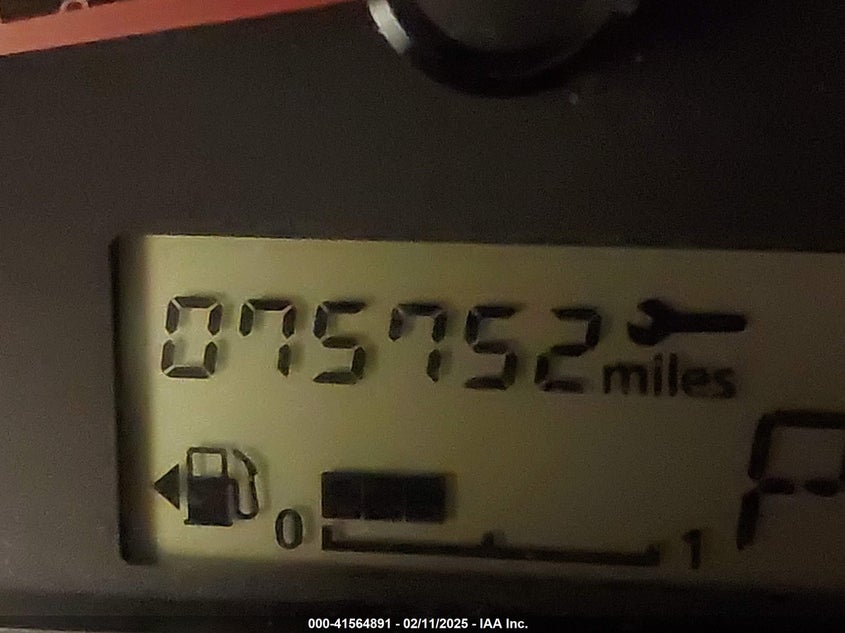 075752 miles
0 1
P
000-41564891 - 02/11/2025 - IAA Inc.